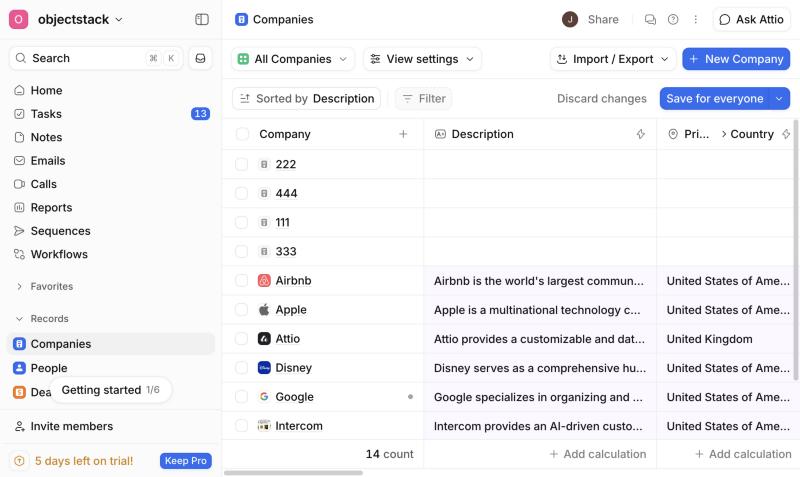 O objectstack
Search ⌘ K
Home
Tasks 13
Notes
Emails
Calls
Reports
Sequences
Workflows
Favorites
Records
Companies
People
Dea
Getting started 1/6
Invite members
5 days left on trial! Keep Pro
Companies
J Share
Ask Attio
All Companies
View settings
Import / Export
New Company
Sorted by Description
Filter
Discard changes
Save for everyone
Company Description Pri... > Country
222
444
111
333
Airbnb Airbnb is the world's largest commun... United States of Ame...
Apple Apple is a multinational technology c... United States of Ame...
Attio Attio provides a customizable and dat... United Kingdom
Disney Disney serves as a comprehensive hu... United States of Ame...
Google Google specializes in organizing and ... United States of Ame...
Intercom Intercom provides an AI-driven custo... United States of Ame...
14 count + Add calculation + Add calculation